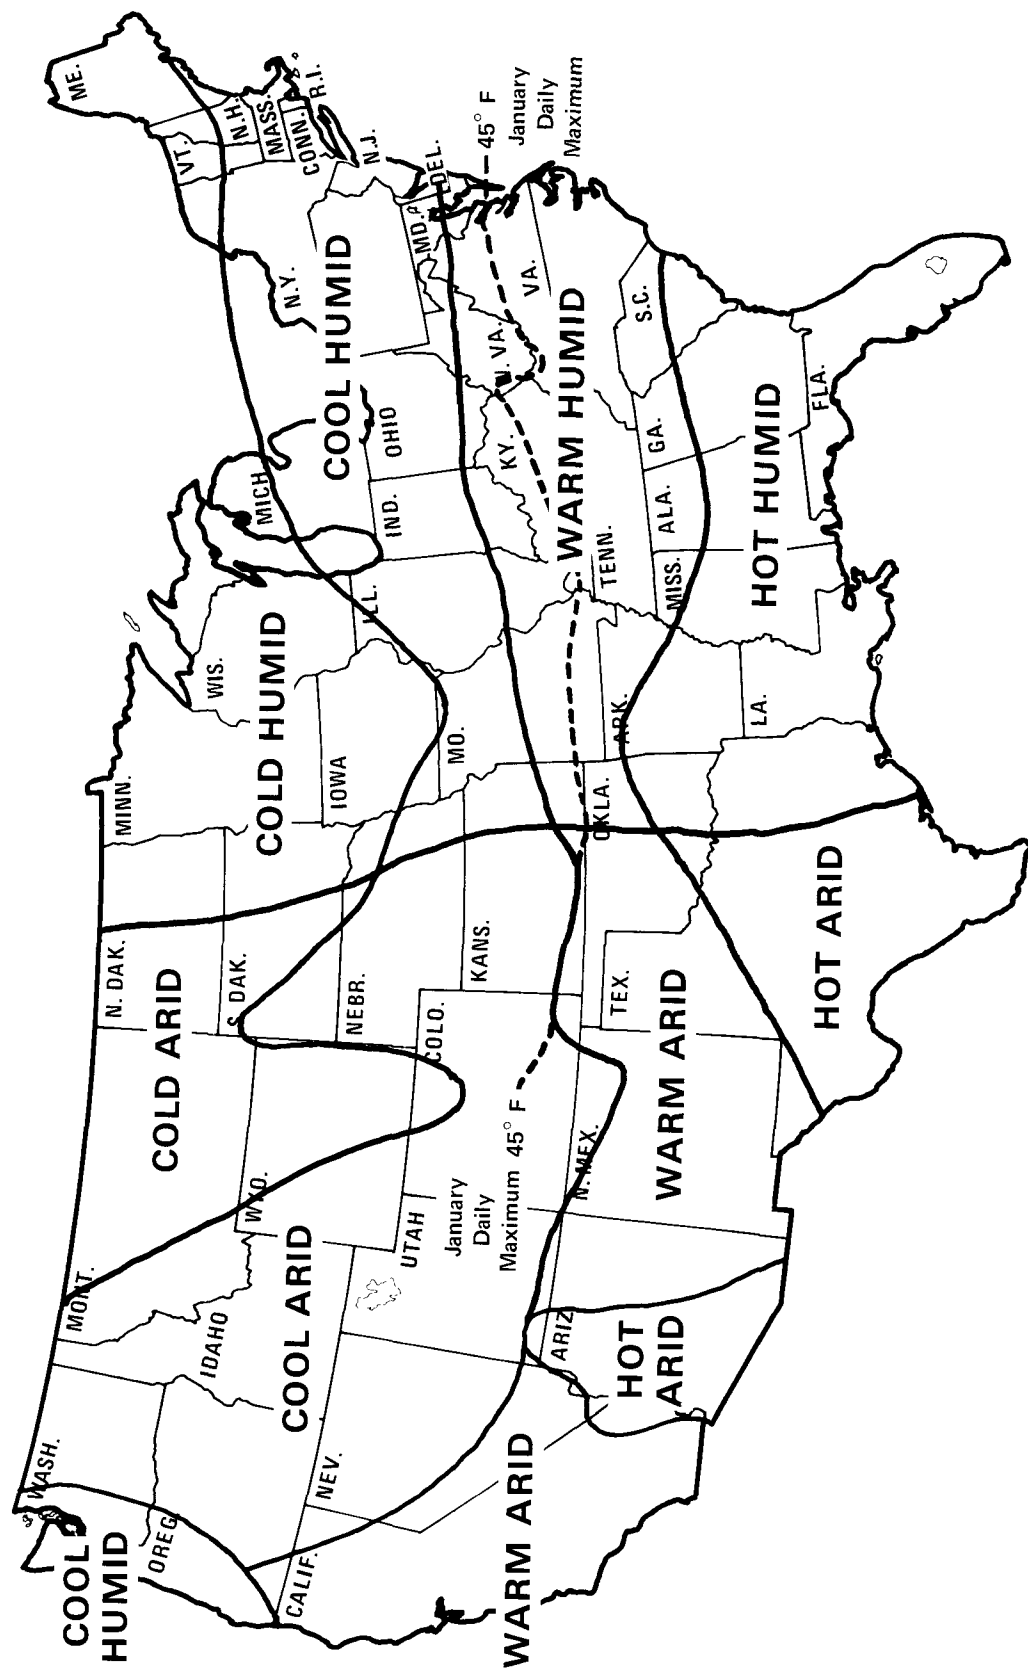 COOL
HUMID
WASH.
OREG.
CALIF.
NEV.
IDAHO
MONT.
WYO.
UTAH
COLO.
ARIZ
N. MEX.
N. DAK.
S. DAK.
NEBR.
KANS.
OKLA.
TEX.
MINN.
IOWA
MO.
ARK.
LA.
WIS.
ILL.
MICH
IND.
OHIO
KY.
TENN.
MISS.
ALA.
GA.
FLA.
S.C.
VA.
W. VA.
MD.
DEL.
N.J.
N.Y.
CONN.
R.I.
MASS.
VT.
N.H.
ME.
COOL ARID
COLD ARID
COLD HUMID
COOL HUMID
WARM ARID
HOT
ARID
WARM ARID
HOT ARID
WARM HUMID
HOT HUMID
January
Daily
Maximum 45° F
45° F
January
Daily
Maximum